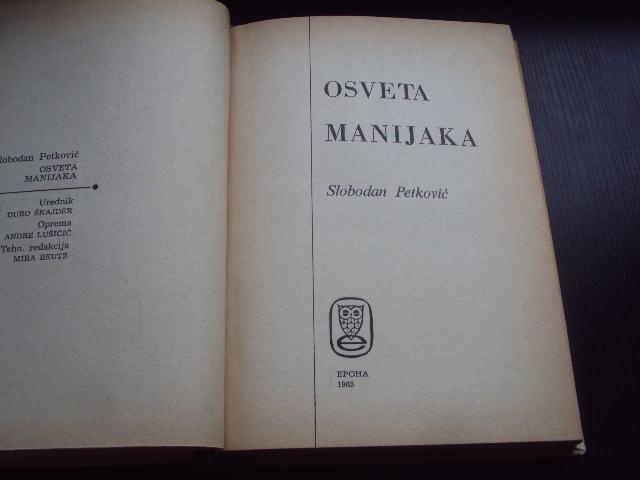 Slobodan Petković
OSVETA
MANIJAKA
Urednik
ĐURO ŠNAJDER
Oprema
ANDRE LUŠIČIĆ
Tehn. redakcija
MIRA BEUTZ
OSVETA
MANIJAKA
Slobodan Petković
EPOHA
1965